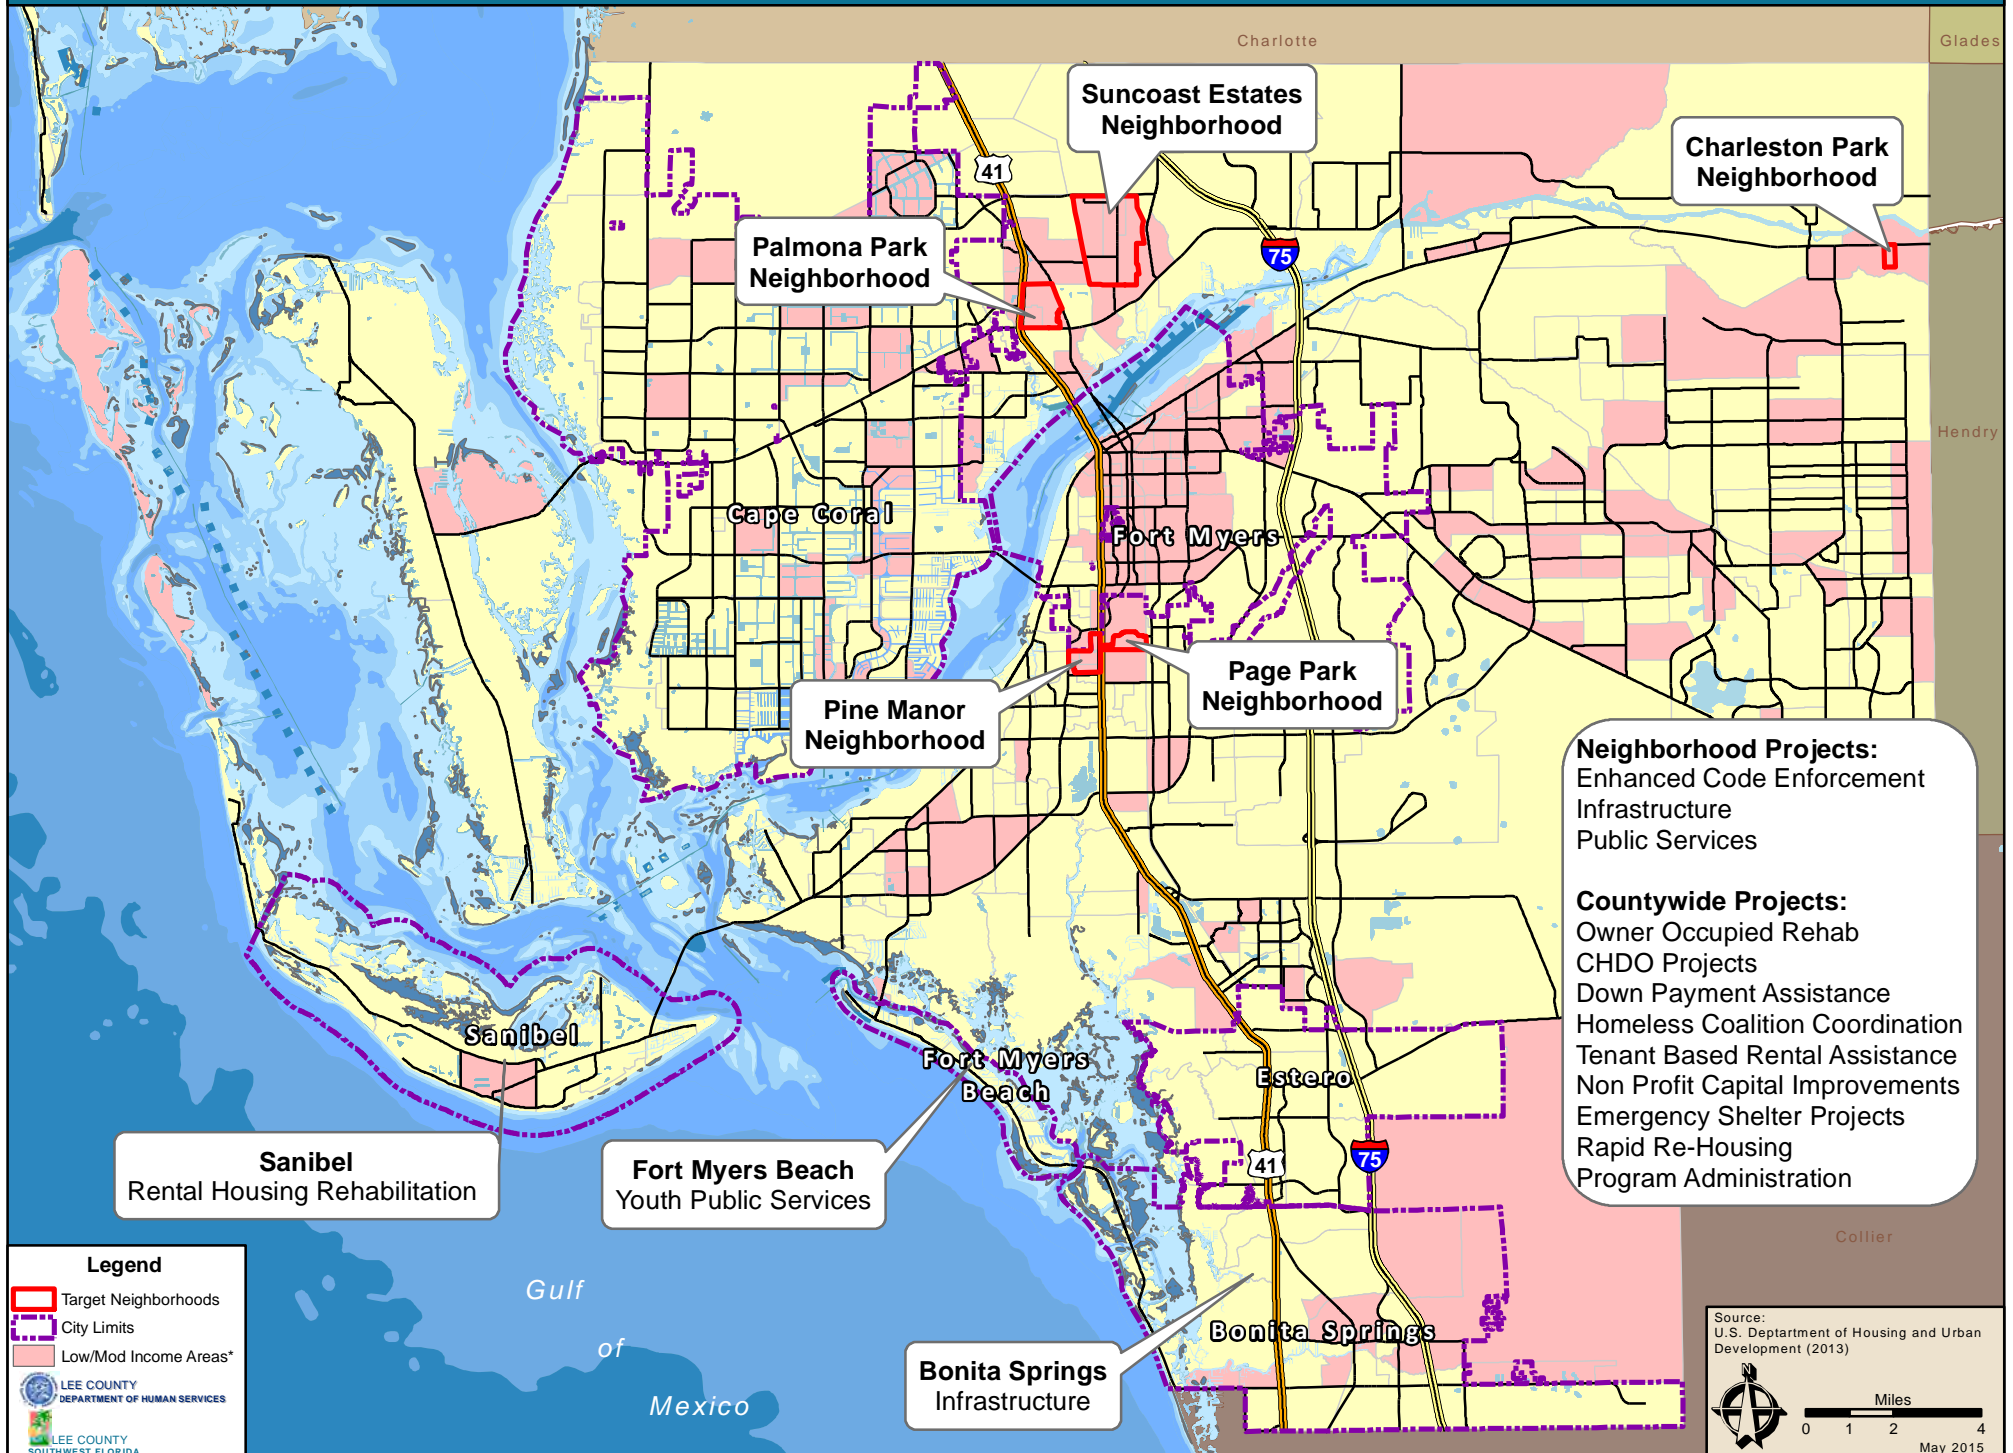 Charlotte
Glades
Suncoast Estates
Neighborhood
Charleston Park
Neighborhood
41
Palmona Park
Neighborhood
75
Hendry
Cape Coral
Fort Myers
Page Park
Neighborhood
Pine Manor
Neighborhood
Neighborhood Projects:
Enhanced Code Enforcement
Infrastructure
Public Services
Countywide Projects:
Owner Occupied Rehab
CHDO Projects
Down Payment Assistance
Homeless Coalition Coordination
Tenant Based Rental Assistance
Non Profit Capital Improvements
Emergency Shelter Projects
Rapid Re-Housing
Program Administration
Sanibel
Fort Myers
Beach
Estero
41
75
Sanibel
Rental Housing Rehabilitation
Fort Myers Beach
Youth Public Services
Collier
Gulf
of
Mexico
Bonita Springs
Bonita Springs
Infrastructure
Legend
Target Neighborhoods
City Limits
Low/Mod Income Areas*
LEE COUNTY
DEPARTMENT OF HUMAN SERVICES
LEE COUNTY
SOUTHWEST FLORIDA
Source:
U.S. Deptartment of Housing and Urban
Development (2013)
N
Miles
0 1 2 4
May 2015